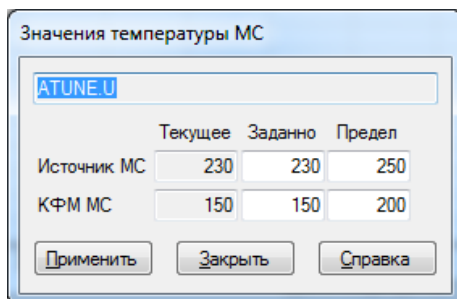 Значения температуры МС
ATUNE.U
Текущее Заданно Предел
Источник МС 230 230 250
КФМ МС 150 150 200
Применить Закрыть Справка